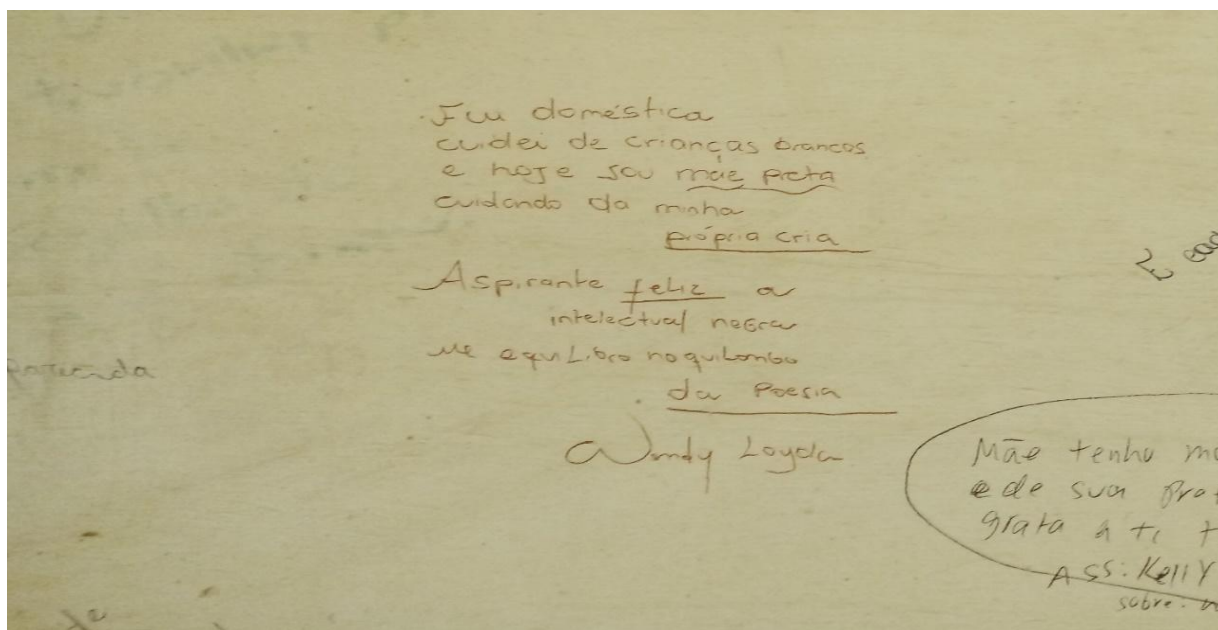 Fui doméstica
cuidei de crianças brancas
e hoje sou mãe preta
cuidando da minha
própria cria
Aspirante feliz a
intelectual negra
me equilibro no quilombo
da Poesia
Loyola
Mãe tenho
e de sua
grata a ti
ASS: Kelly
sobre: